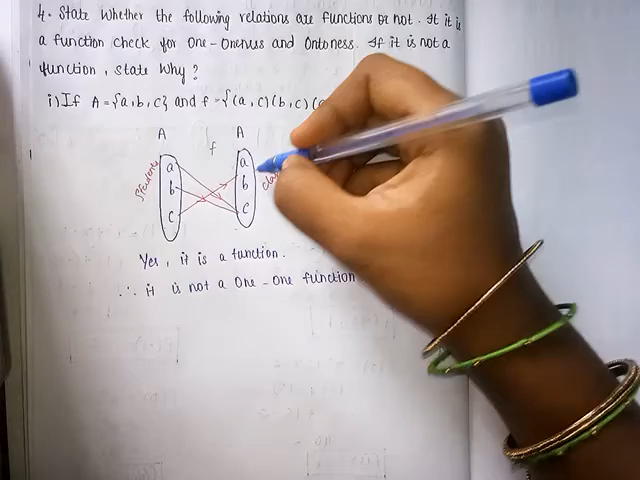 4. State whether the following relations are functions or not. If it is
a function check for One-Oneness and Ontoness. If it is not a
function, state Why?
i) If A = {a, b, c} and f = {(a, c) (b, c) (
A f A
Students
a a
b b
c c
Yes, it is a function.
∴ it is not a One-One function